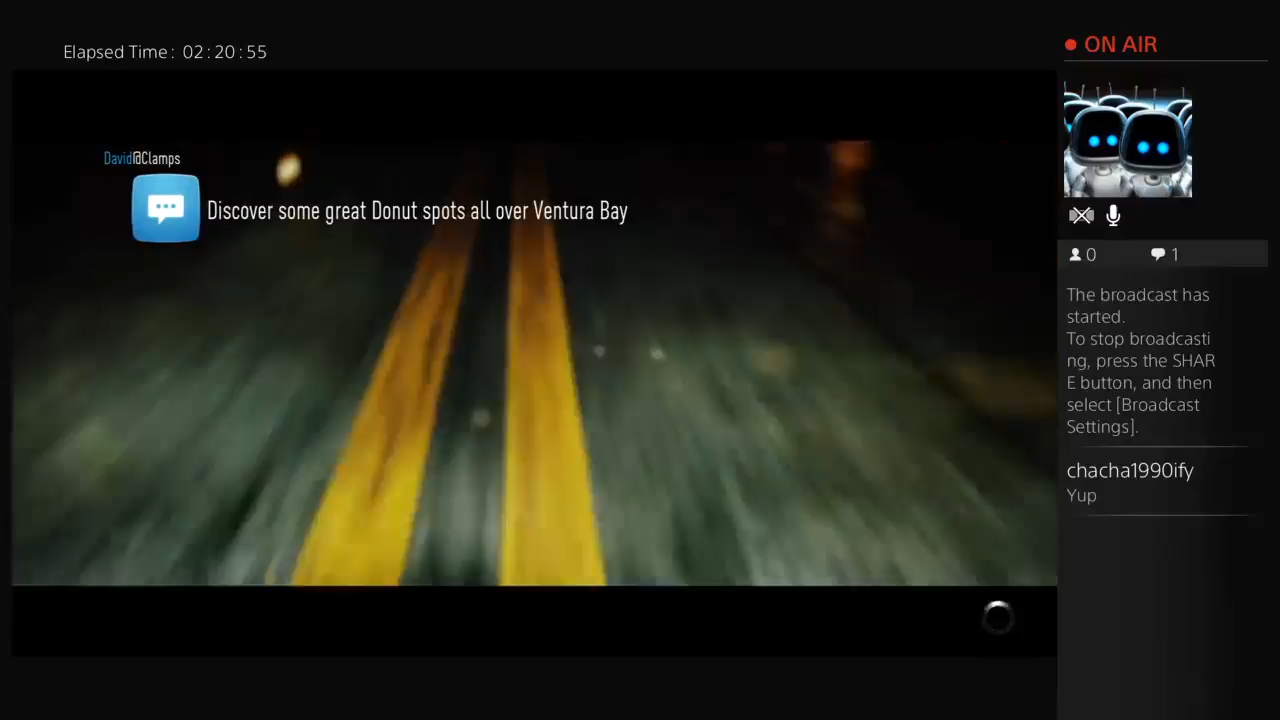 Elapsed Time: 02:20:55
ON AIR
David@Clamps
Discover some great Donut spots all over Ventura Bay
0
1
The broadcast has
started.
To stop broadcasti
ng, press the SHAR
E button, and then
select [Broadcast
Settings].
chacha1990ify
Yup